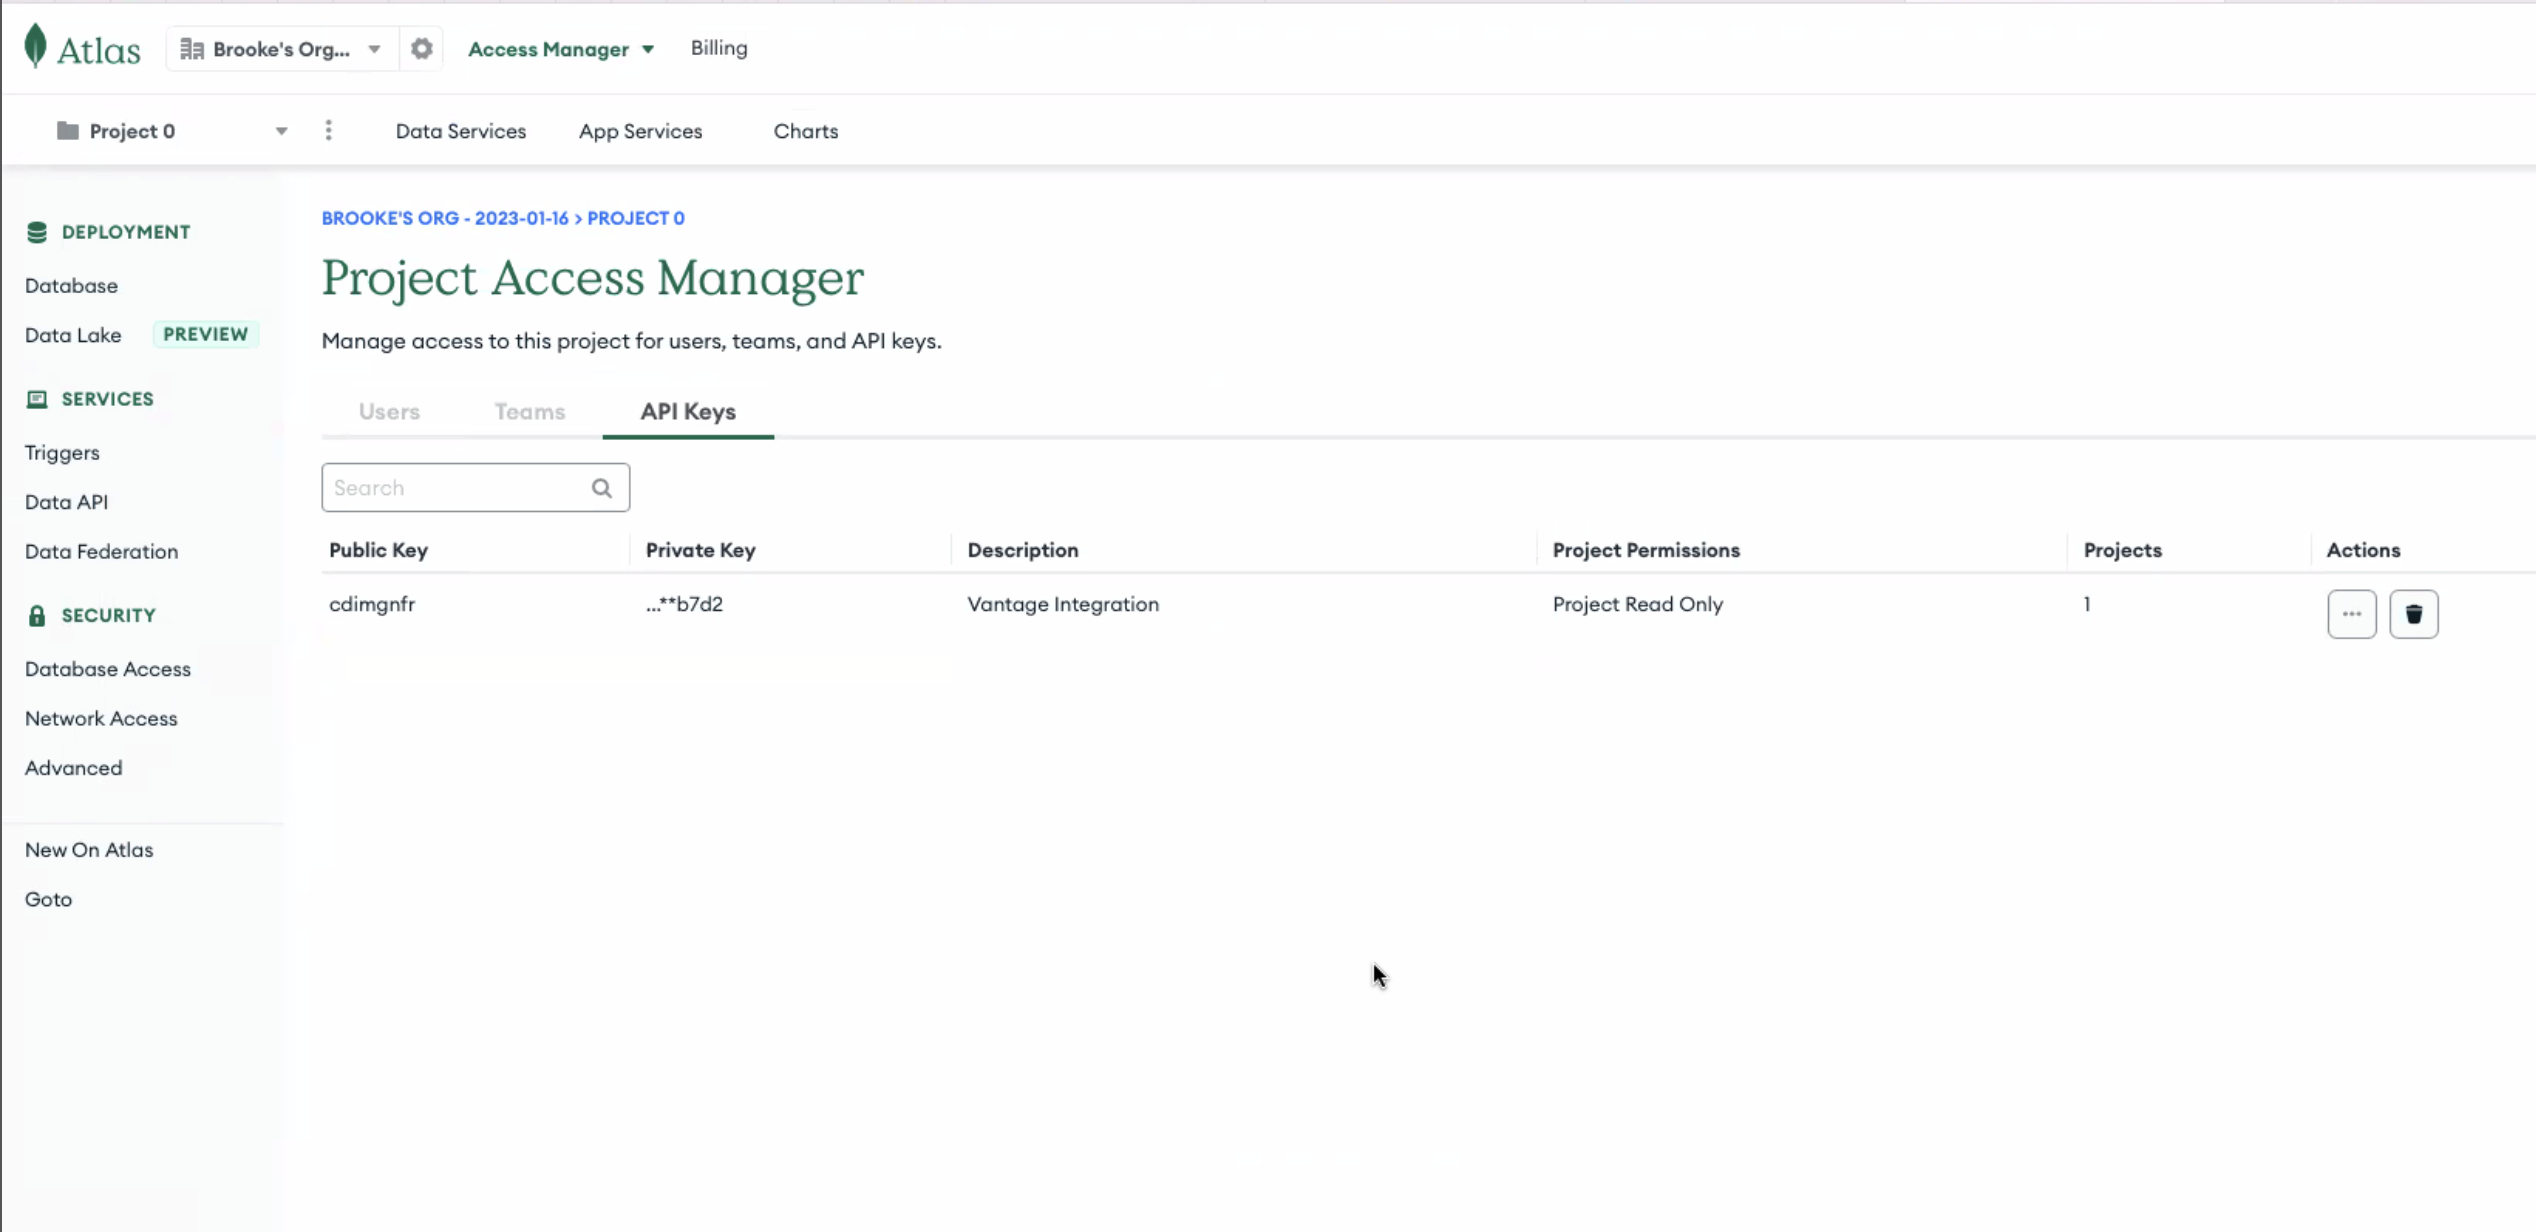 Atlas
Brooke's Org...
Access Manager
Billing
Project 0
Data Services
App Services
Charts
DEPLOYMENT
Database
Data Lake PREVIEW
SERVICES
Triggers
Data API
Data Federation
SECURITY
Database Access
Network Access
Advanced
New On Atlas
Goto
BROOKE'S ORG - 2023-01-16 > PROJECT 0
Project Access Manager
Manage access to this project for users, teams, and API keys.
Users Teams API Keys
Search
Public Key Private Key Description Project Permissions Projects Actions
cdimgnfr ...**b7d2 Vantage Integration Project Read Only 1